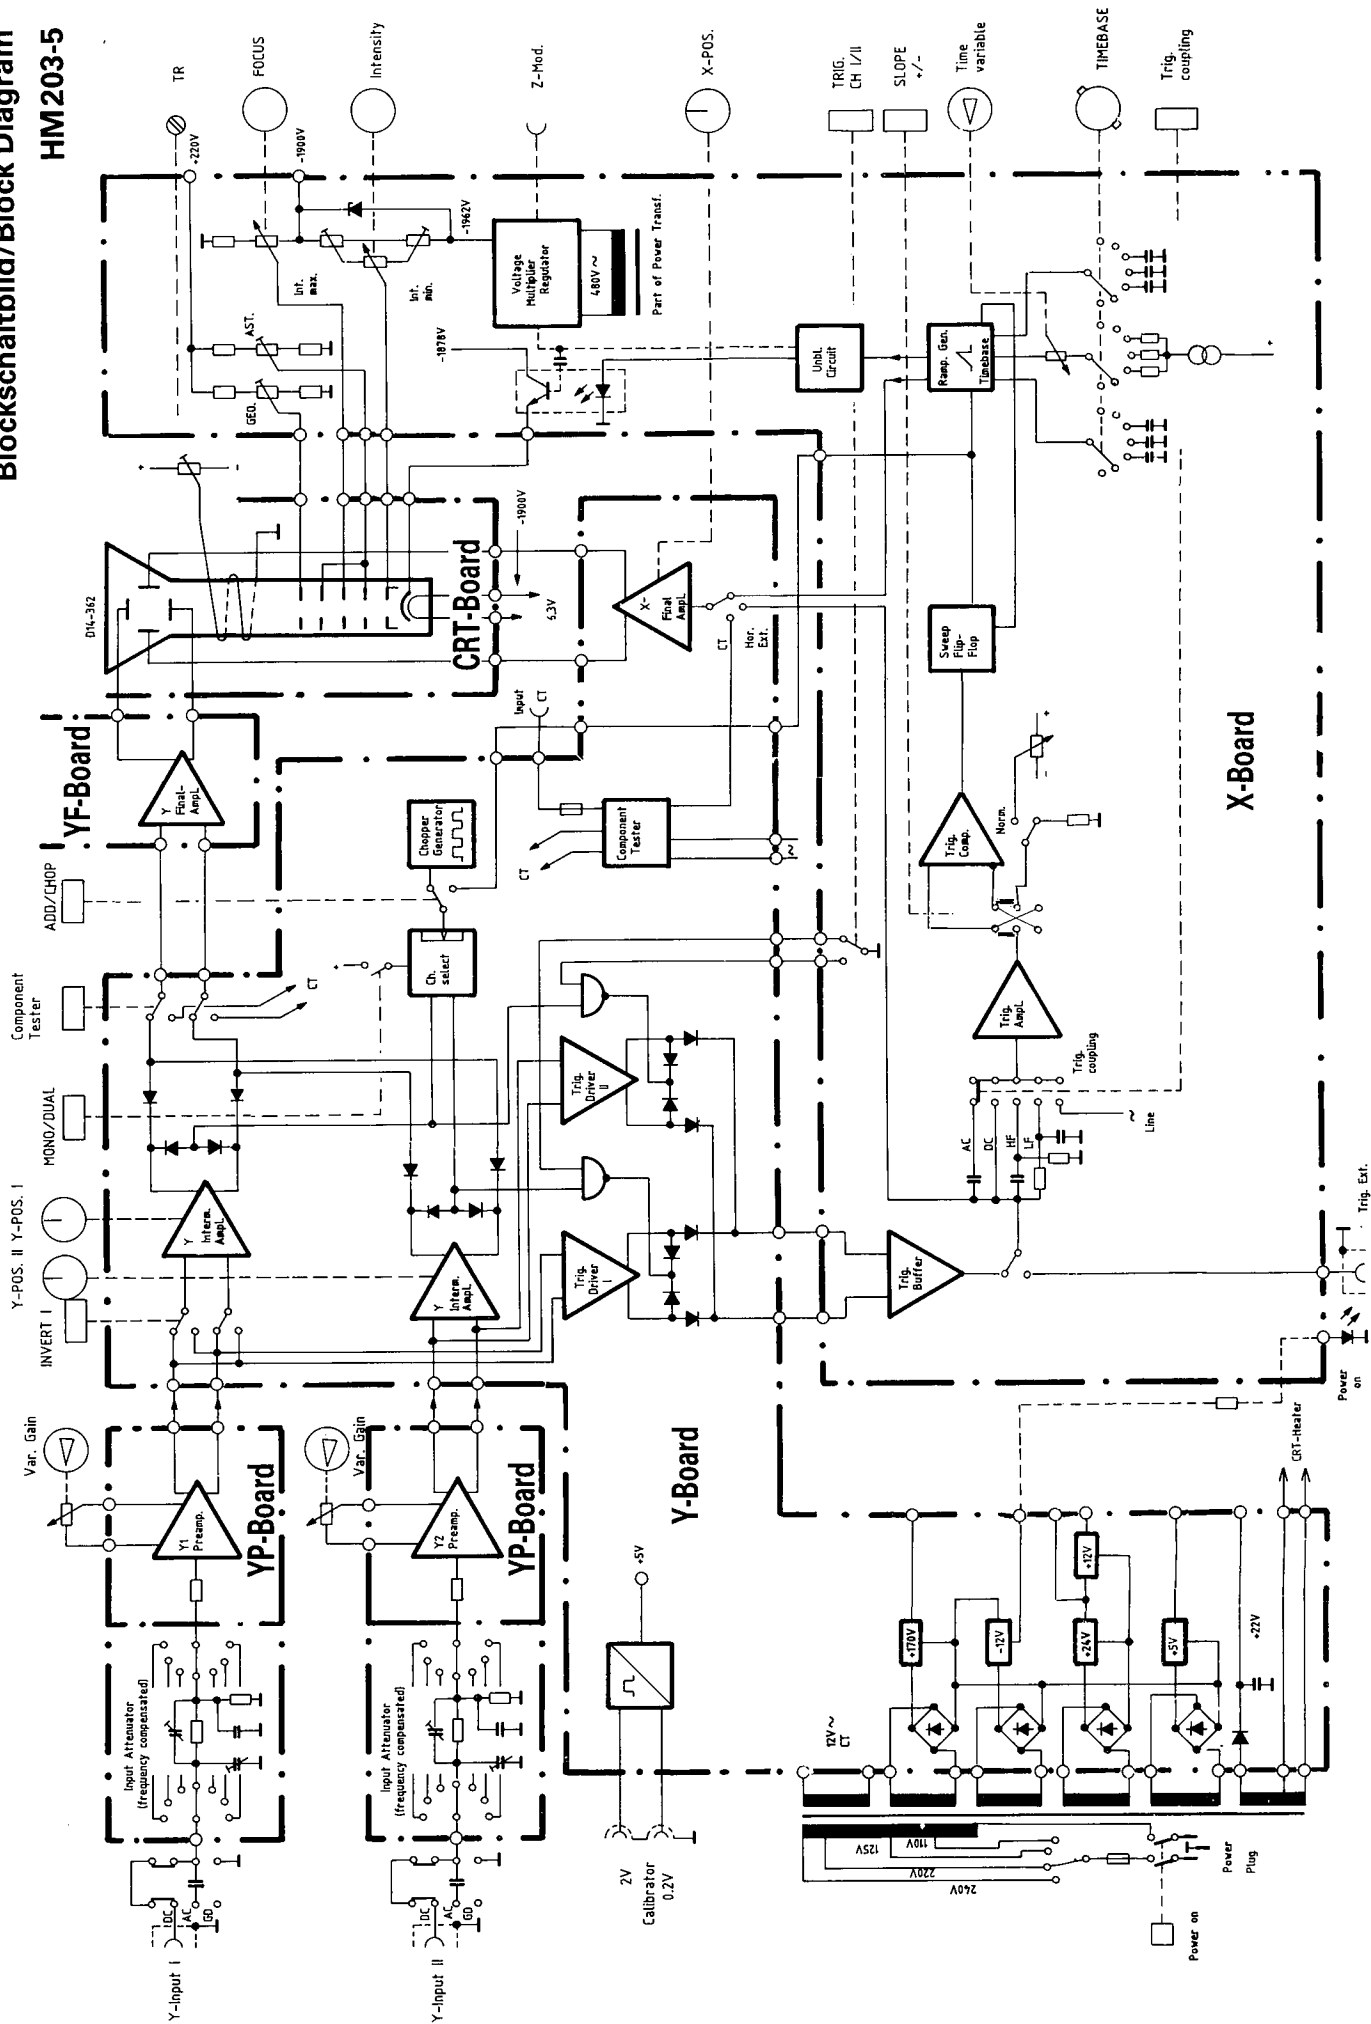 Blockschaltbild/Block Diagram
HM203-5
TR
FOCUS
Intensity
Z-Mod.
X-POS.
TRIG.
CH I/II
SLOPE
+/-
Time
variable
TIMEBASE
Trig.
coupling
+220V
-1900V
-1962V
Int.
max.
Int.
min.
AST.
GEO.
Voltage
Multiplier
Regulator
480V ~
Part of Power Transf.
-1878V
Unbl.
Circuit
Ramp. Gen.
Timebase
+
-
+
D14-362
CRT-Board
-1900V
6,3V
X-
Final
Ampl.
CT
Hor.
Ext.
Input
CT
Sweep
Flip-
Flop
X-Board
YF-Board
Y
Final-
Ampl.
ADD/CHOP
Chopper
Generator
CT
Component
Tester
~
Trig.
Comp.
Norm.
+
-
Component
Tester
CT
+
Ch.
select
Trig.
Ampl.
Trig.
coupling
MONO/DUAL
Trig.
Driver
II
AC
DC
HF
LF
~
Line
Y-POS. II Y-POS. I
Y
Interm.
Ampl.
INVERT I
Y
Interm.
Ampl.
Trig.
Driver
I
Trig.
Buffer
Trig. Ext.
Power
on
Var. Gain
Y1
Preamp.
YP-Board
Var. Gain
Y2
Preamp.
YP-Board
Y-Board
+5V
CRT-Heater
Input Attenuator
(frequency compensated)
Input Attenuator
(frequency compensated)
+170V
-12V
+12V
+24V
+5V
+22V
12V~
CT
2V
Calibrator
0.2V
DC
AC
GD
Y-Input I
DC
AC
GD
Y-Input II
110V
125V
220V
240V
Power
Plug
Power on